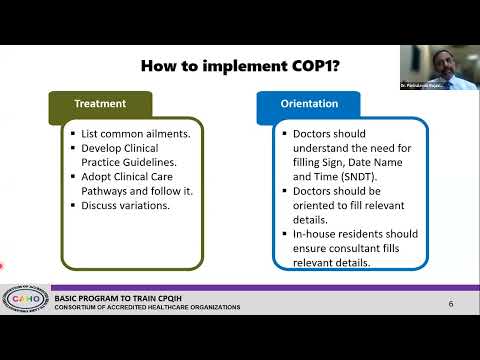 How to implement COP1?
Treatment
List common ailments.
Develop Clinical
Practice Guidelines.
Adopt Clinical Care
Pathways and follow it.
Discuss variations.
Orientation
Doctors should
understand the need for
filling Sign, Date Name
and Time (SNDT).
Doctors should be
oriented to fill relevant
details.
In-house residents should
ensure consultant fills
relevant details.
CAHO
BASIC PROGRAM TO TRAIN CPQIH
CONSORTIUM OF ACCREDITED HEALTHCARE ORGANIZATIONS
6